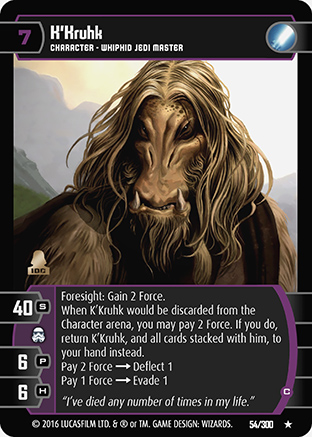 7
K'Kruhk
CHARACTER - WHIPHID JEDI MASTER
IDC
40 S
Foresight: Gain 2 Force.
When K'Kruhk would be discarded from the
Character arena, you may pay 2 Force. If you do,
return K'Kruhk, and all cards stacked with him, to
your hand instead.
6 P
Pay 2 Force → Deflect 1
6 H
Pay 1 Force → Evade 1
C
"I've died any number of times in my life."
© 2016 LUCASFILM LTD. & ® or TM. GAME DESIGN: WIZARDS.
54/300 ★